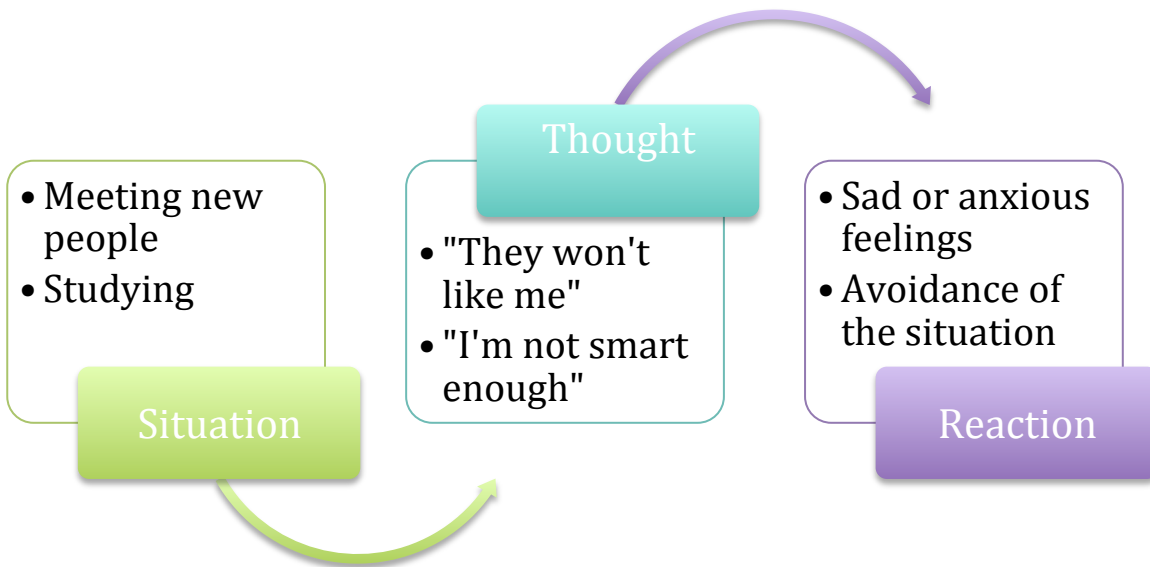 • Meeting new
people
• Studying
Situation
Thought
• "They won't
like me"
• "I'm not smart
enough"
• Sad or anxious
feelings
• Avoidance of
the situation
Reaction